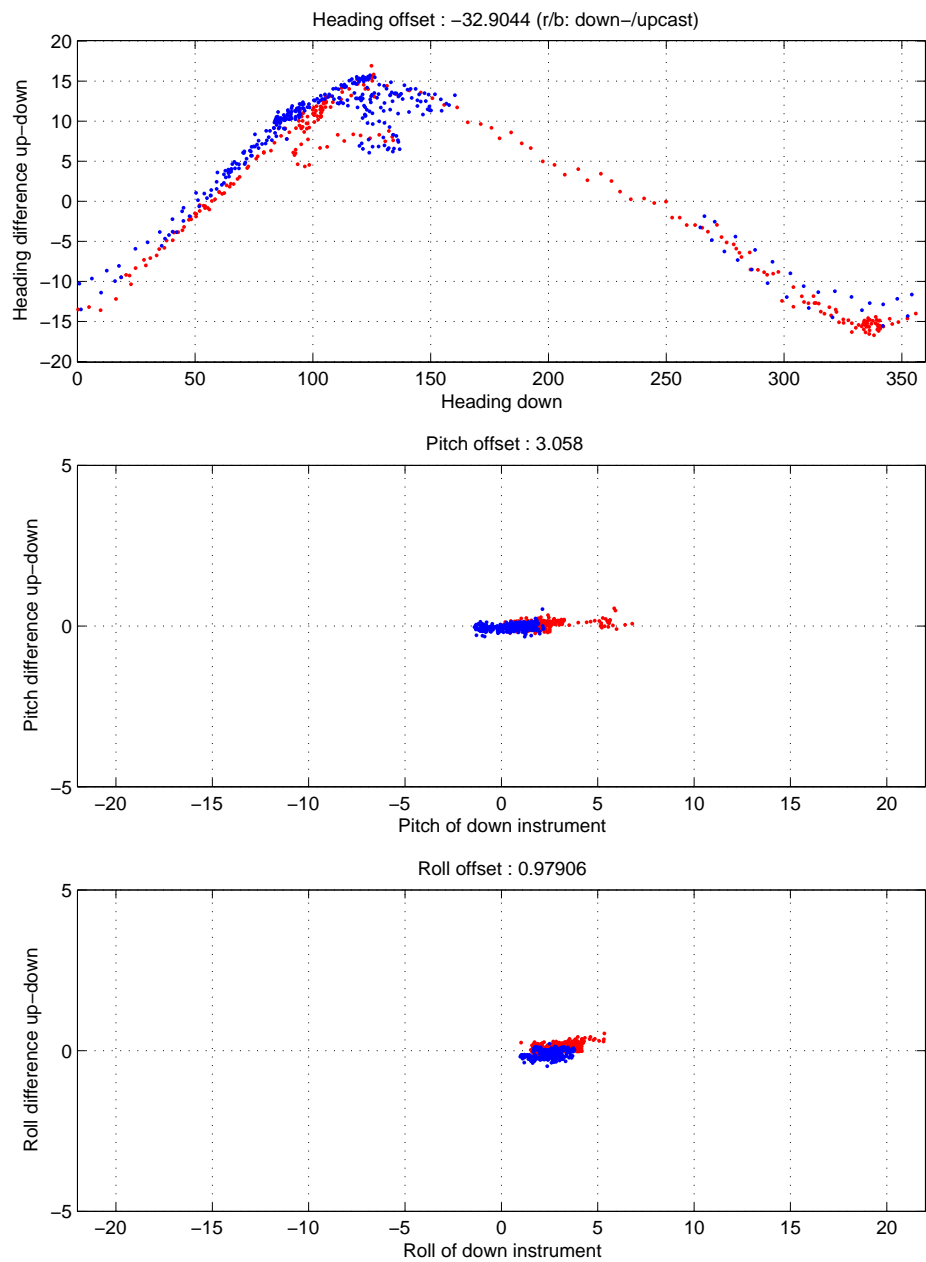 Heading offset : −32.9044 (r/b: down−/upcast)
20
15
10
5
0
−5
−10
−15
−20
Heading difference up−down
0 50 100 150 200 250 300 350
Heading down
Pitch offset : 3.058
5
0
−5
Pitch difference up−down
−20 −15 −10 −5 0 5 10 15 20
Pitch of down instrument
Roll offset : 0.97906
5
0
−5
Roll difference up−down
−20 −15 −10 −5 0 5 10 15 20
Roll of down instrument